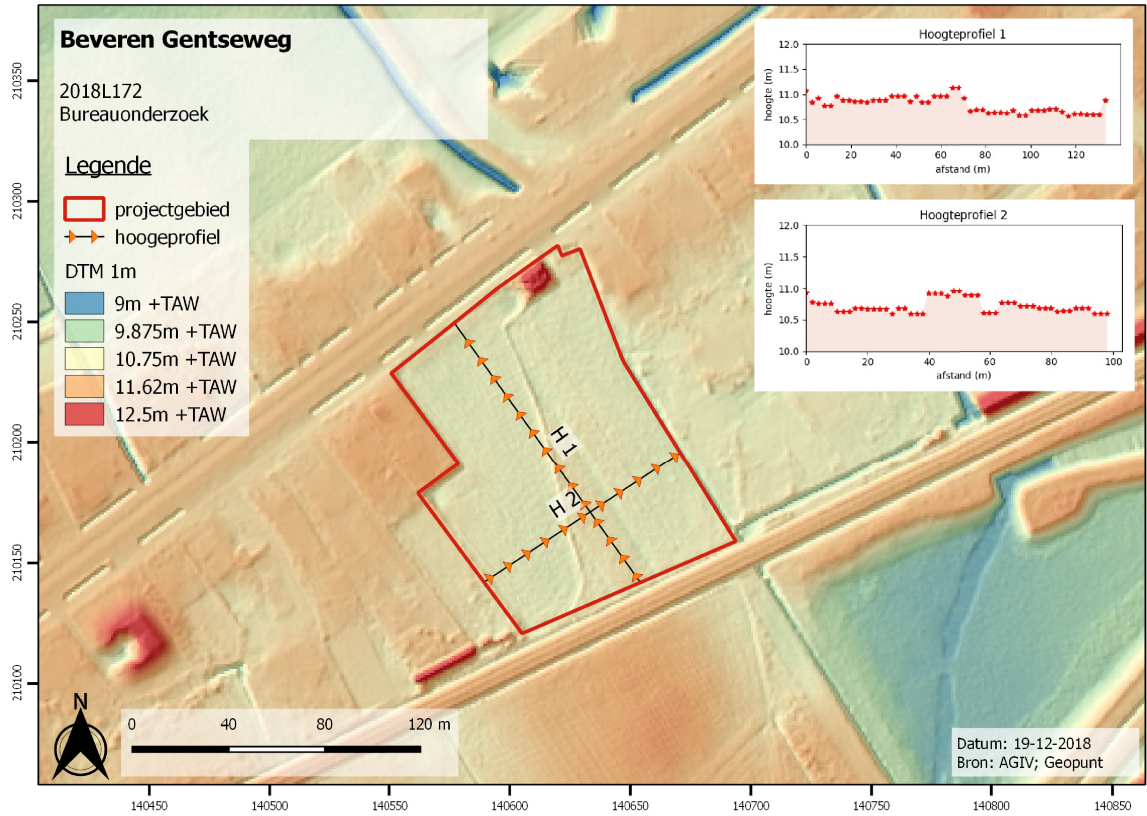 Beveren Gentseweg
2018L172
Bureauonderzoek
Legende
projectgebied
hoogeprofiel
DTM 1m
9m +TAW
9.875m +TAW
10.75m +TAW
11.62m +TAW
12.5m +TAW
Hoogteprofiel 1
hoogte (m)
12.0
11.5
11.0
10.5
10.0
0 20 40 60 80 100 120
afstand (m)
Hoogteprofiel 2
hoogte (m)
12.0
11.5
11.0
10.5
10.0
0 20 40 60 80 100
afstand (m)
H 1
H 2
N
0 40 80 120 m
Datum: 19-12-2018
Bron: AGIV; Geopunt
210350
210300
210250
210200
210150
210100
140450 140500 140550 140600 140650 140700 140750 140800 140850